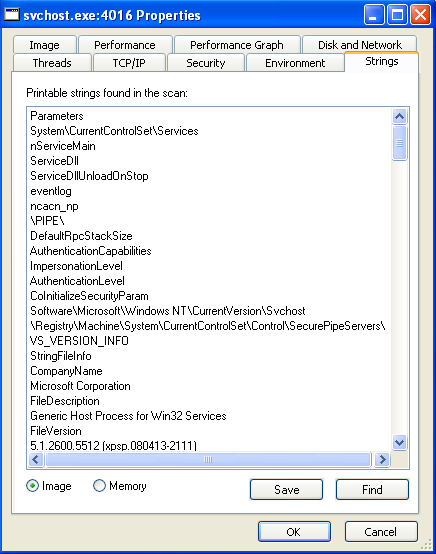 svchost.exe:4016 Properties
Image Performance Performance Graph Disk and Network
Threads TCP/IP Security Environment Strings
Printable strings found in the scan:
Parameters
System\CurrentControlSet\Services
nServiceMain
ServiceDll
ServiceDllUnloadOnStop
eventlog
ncacn_np
\PIPE\
DefaultRpcStackSize
AuthenticationCapabilities
ImpersonationLevel
AuthenticationLevel
CoInitializeSecurityParam
Software\Microsoft\Windows NT\CurrentVersion\Svchost
\Registry\Machine\System\CurrentControlSet\Control\SecurePipeServers\
VS_VERSION_INFO
StringFileInfo
CompanyName
Microsoft Corporation
FileDescription
Generic Host Process for Win32 Services
FileVersion
5.1.2600.5512 (xpsp.080413-2111)
Image Memory Save Find
OK Cancel